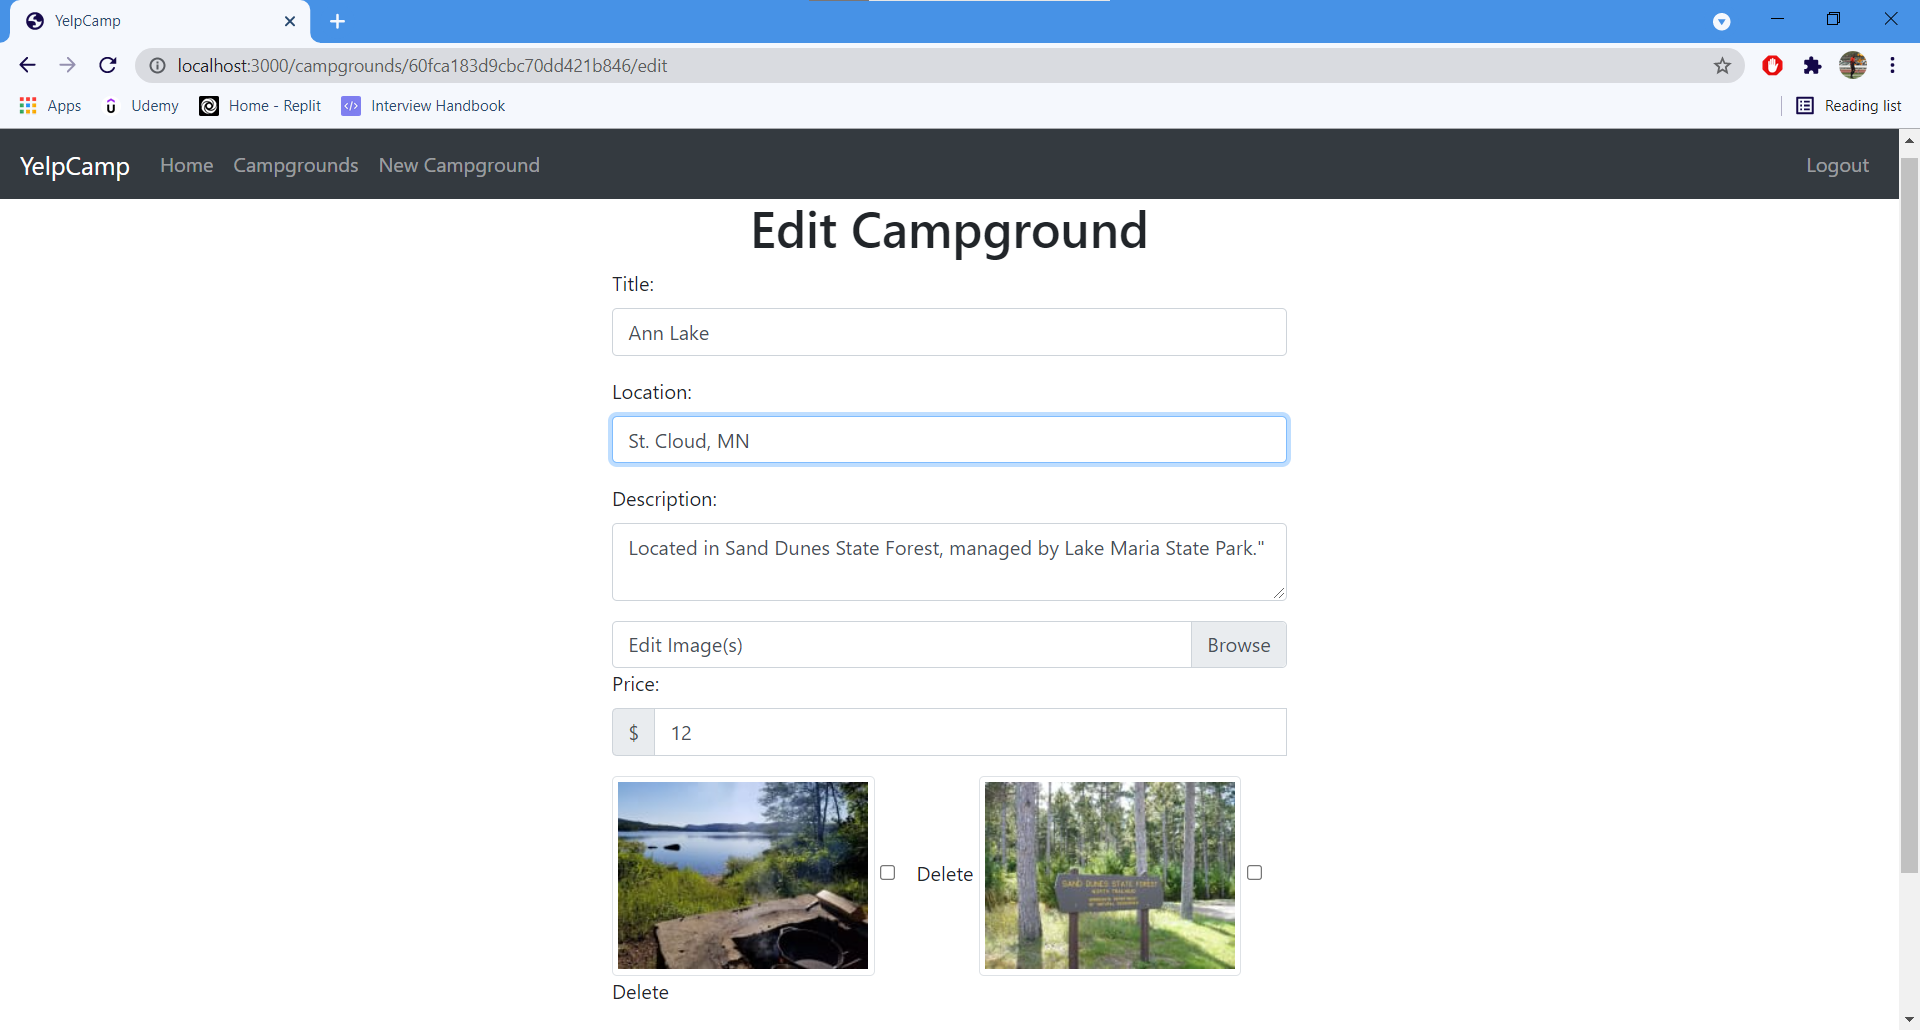 YelpCamp
localhost:3000/campgrounds/60fca183d9cbc70dd421b846/edit
Apps Udemy Home - Replit Interview Handbook Reading list
YelpCamp Home Campgrounds New Campground Logout
Edit Campground
Title:
Ann Lake
Location:
St. Cloud, MN
Description:
Located in Sand Dunes State Forest, managed by Lake Maria State Park."
Edit Image(s) Browse
Price:
$ 12
SAND DUNES STATE FOREST
Delete
Delete